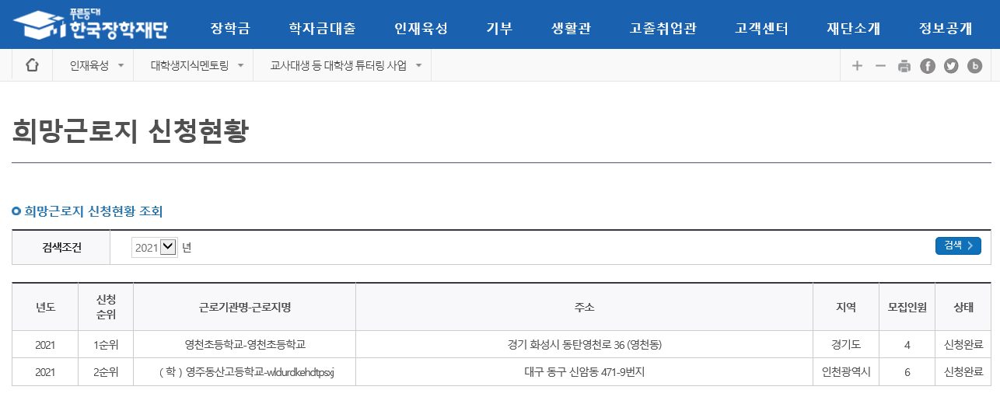 푸른등대
한국장학재단
장학금 학자금대출 인재육성 기부 생활관 고졸취업관 고객센터 재단소개 정보공개
인재육성 대학생지식멘토링 교사대생 등 대학생 튜터링 사업
희망근로지 신청현황
희망근로지 신청현황 조회
검색조건 2021 년 검색
년도 신청 순위 근로기관명-근로지명 주소 지역 모집인원 상태
2021 1순위 영천초등학교-영천초등학교 경기 화성시 동탄영천로 36 (영천동) 경기도 4 신청완료
2021 2순위 ( 학 ) 영주동산고등학교-wldurdkehdtpsxj 대구 동구 신암동 471-9번지 인천광역시 6 신청완료